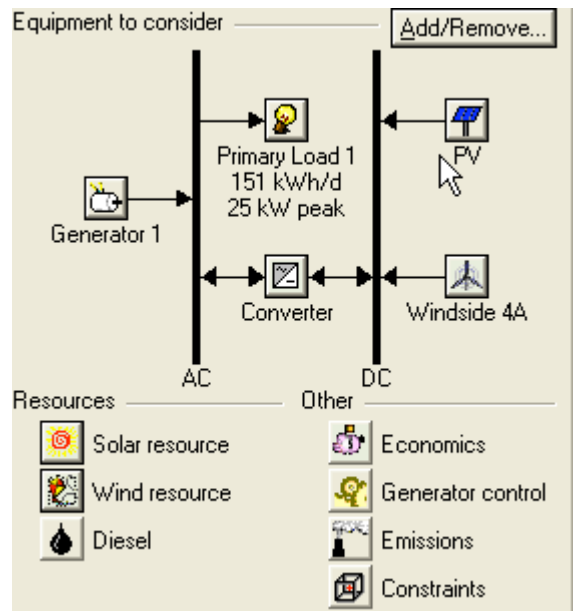 Equipment to consider
Add/Remove...
Primary Load 1
151 kWh/d
25 kW peak
PV
Generator 1
Converter
Windside 4A
AC
DC
Resources
Other
Solar resource
Economics
Wind resource
Generator control
Diesel
Emissions
Constraints